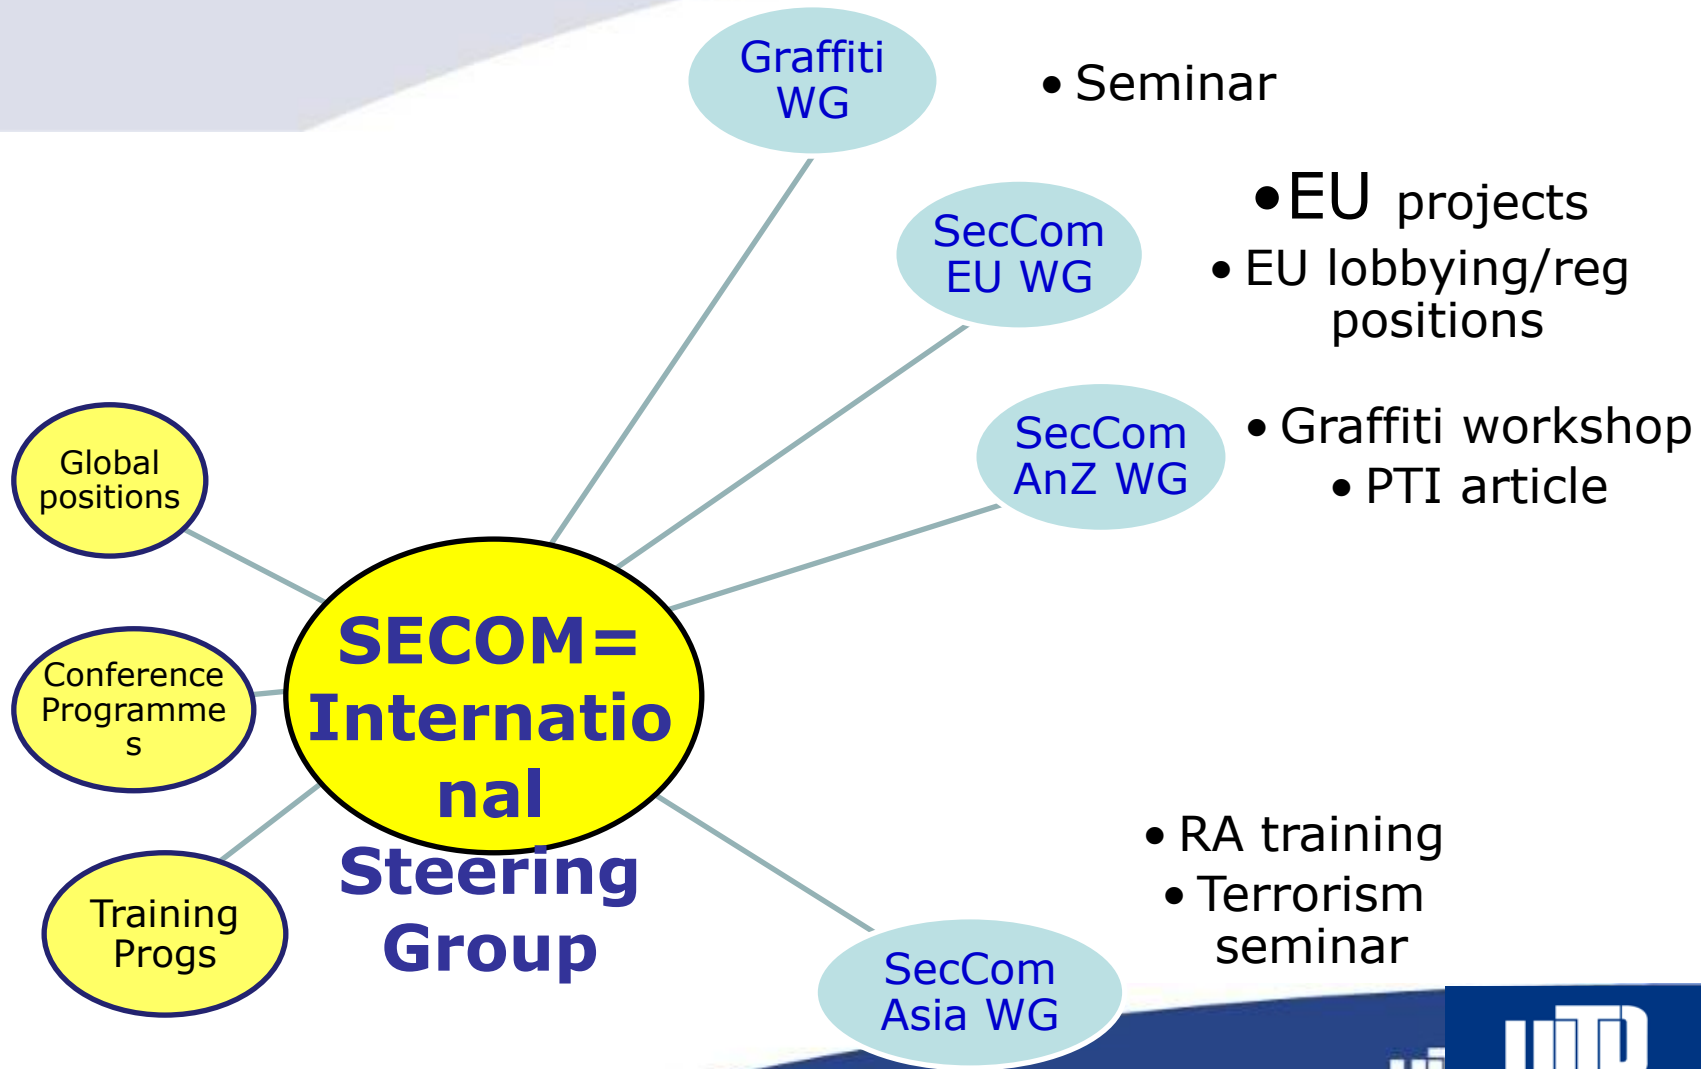 Graffiti
WG
• Seminar
•EU projects
SecCom
EU WG
• EU lobbying/reg
positions
SecCom
AnZ WG
• Graffiti workshop
• PTI article
Global
positions
Conference
Programme
s
Training
Progs
SECOM=
Internatio
nal
Steering
Group
• RA training
• Terrorism
seminar
SecCom
Asia WG